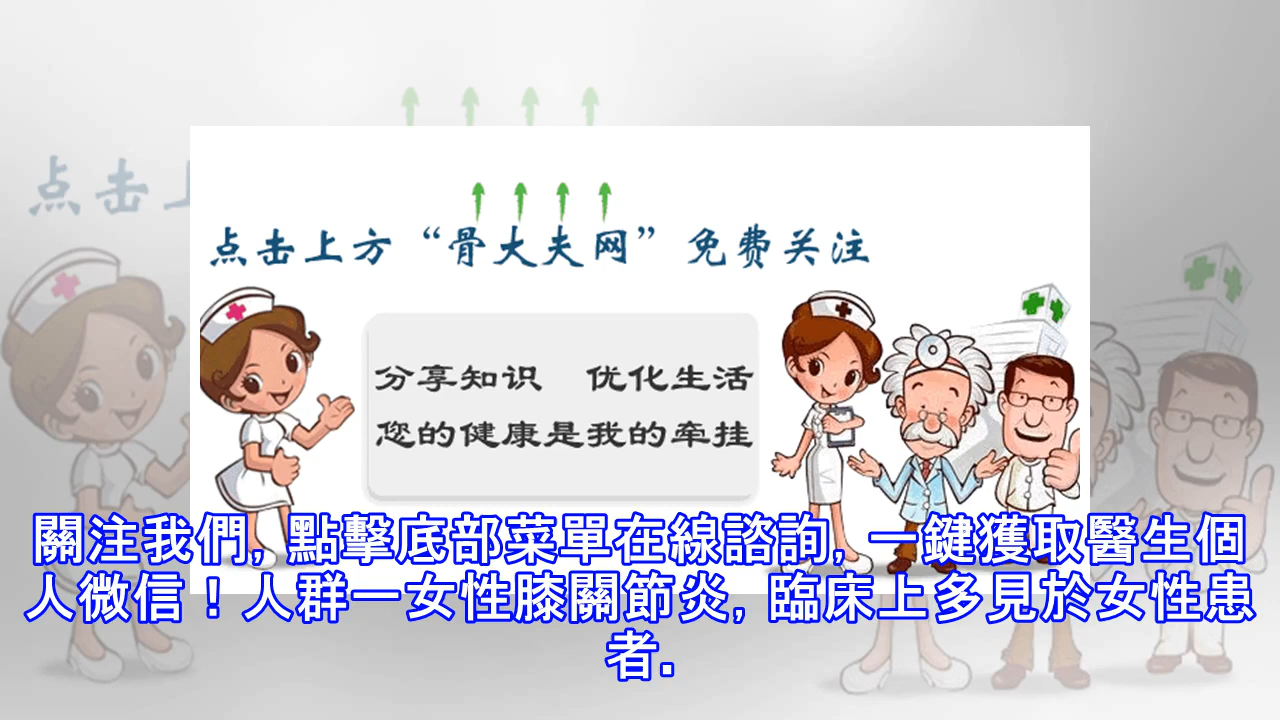 点击上方“骨大夫网”免费关注
点击上
分享知识 优化生活
您的健康是我的牵挂
關注我們, 點擊底部菜單在線諮詢, 一鍵獲取醫生個
人微信！人群一女性膝關節炎, 臨床上多見於女性患
者.